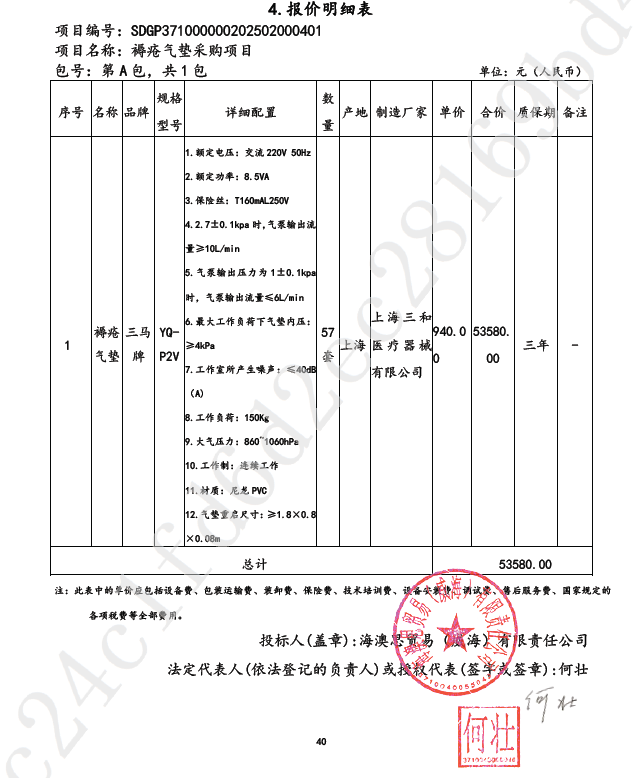 4.报价明细表
项目编号：SDGP371000000202502000401
项目名称：褥疮气垫采购项目
包号：第A包，共1包
单位：元（人民币）
序号 名称 品牌 规格型号 详细配置 数量 产地 制造厂家 单价 合价 质保期 备注
1 褥疮气垫 三马牌 YQ-P2V
1.额定电压：交流220V 50Hz
2.额定功率：8.5VA
3.保险丝：T160mAL250V
4.2.7±0.1kpa时,气泵输出流
量≥10L/min
5.气泵输出压力为1±0.1kpa
时，气泵输出流量≤6L/min
6.最大工作负荷下气垫内压：
≥4kPa
7.工作室所产生噪声：≤40dB
（A）
8.工作负荷：150Kg
9.大气压力：860~1060hPa
10.工作制：连续工作
11.材质：尼龙PVC
12.气垫重启尺寸：≥1.8×0.8
×0.08m
57套 上海 上海三和医疗器械有限公司 940.00 53580.00 三年 -
总计 53580.00
注：此表中的单价应包括设备费、包装运输费、装卸费、保险费、技术培训费、设备安装费、调试费、售后服务费、国家规定的
各项税费等全部费用。
投标人(盖章):海澳思贸易（威海）有限责任公司
法定代表人(依法登记的负责人)或授权代表(签字或签章):何壮
何壮
何壮
40